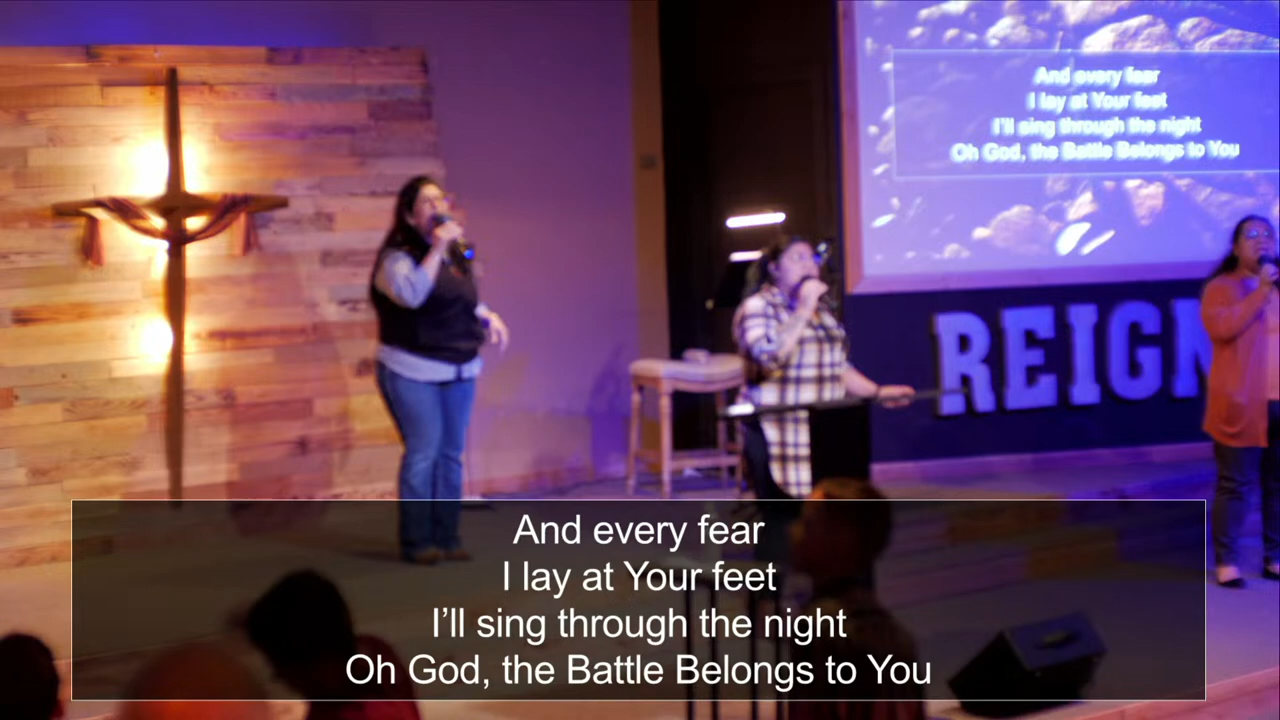 And every fear
I lay at Your feet
I'll sing through the night
Oh God, the Battle Belongs to You
REIGN
And every fear
I lay at Your feet
I’ll sing through the night
Oh God, the Battle Belongs to You